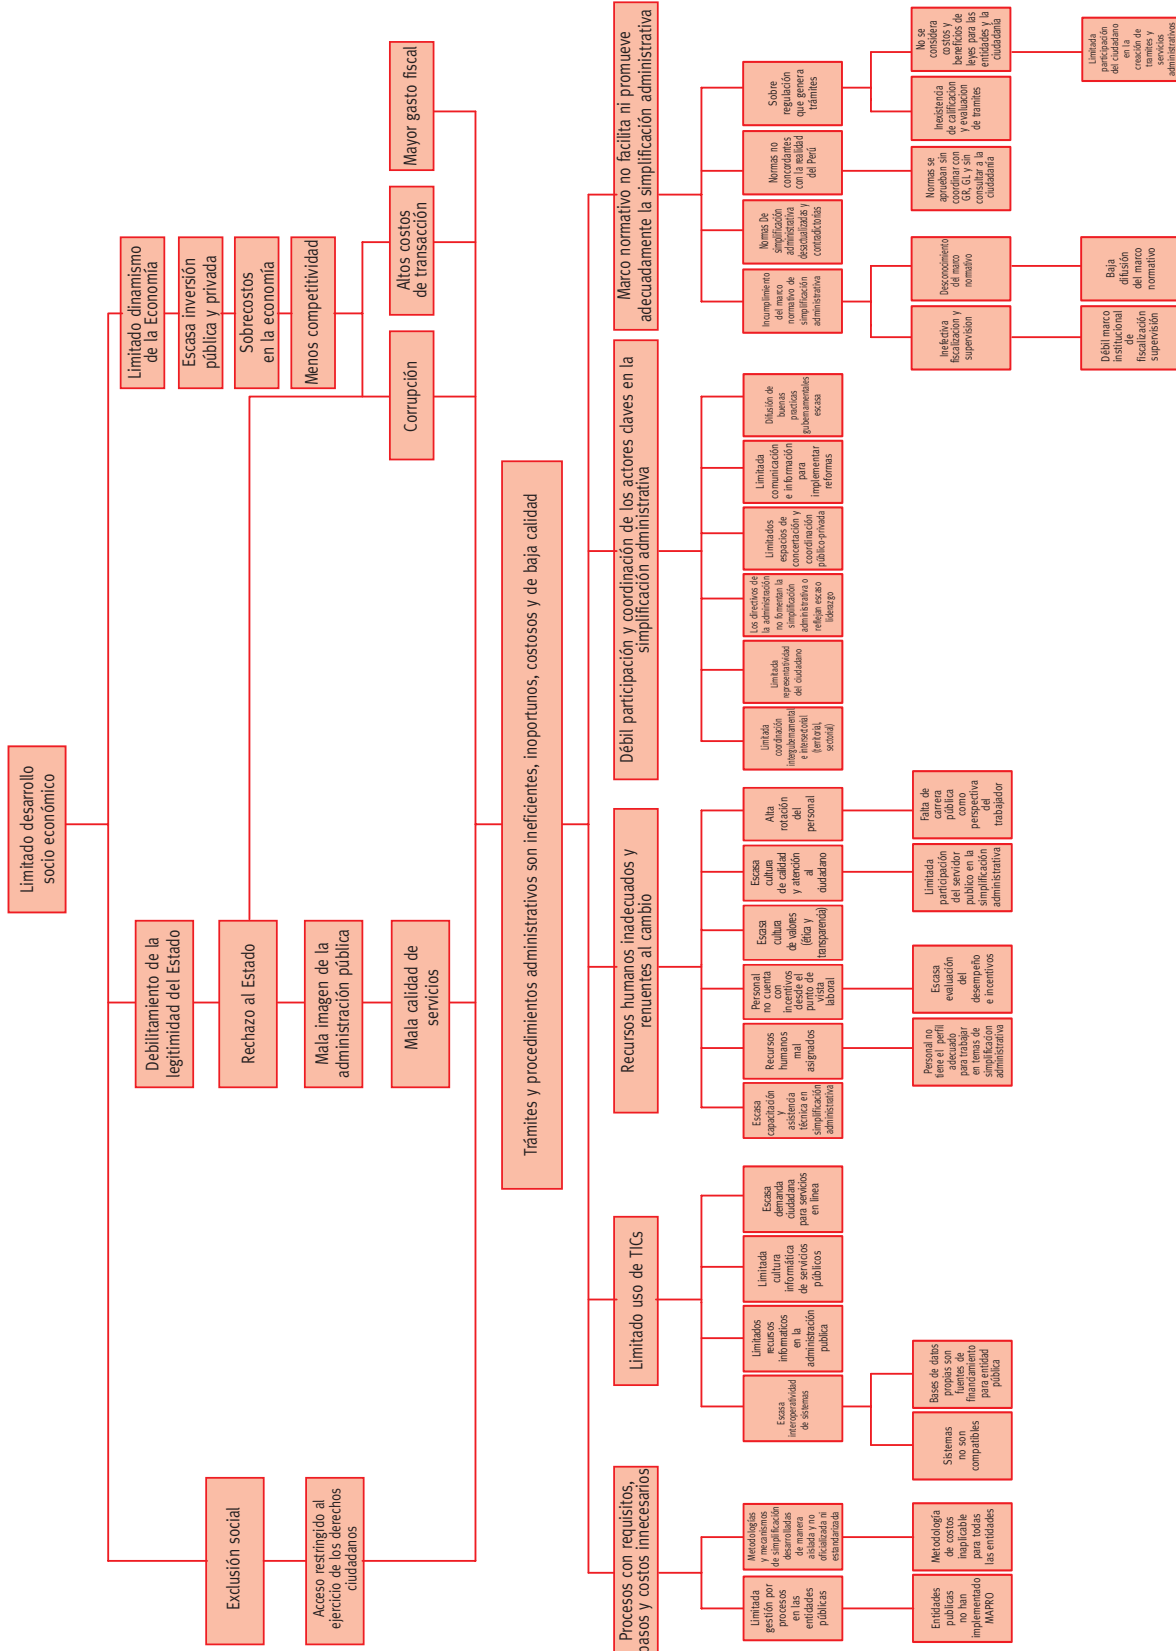 Limitado desarrollo
socio económico
Exclusión social
Acceso restringido al
ejercicio de los derechos
ciudadanos
Debilitamiento de la
legitimidad del Estado
Rechazo al Estado
Mala imagen de la
administración pública
Mala calidad de
servicios
Limitado dinamismo
de la Economía
Escasa inversión
pública y privada
Sobrecostos
en la economía
Menos competitividad
Corrupción
Altos costos
de transacción
Mayor gasto fiscal
Trámites y procedimientos administrativos son ineficientes, inoportunos, costosos y de baja calidad
Procesos con requisitos,
pasos y costos innecesarios
Limitada
gestión por
procesos
en las
entidades
públicas
Metodologías
y mecanismos
de simplificación
desarrolladas
de manera
aislada y no
oficializada ni
estandarizada
Entidades
publicas
no han
implementado
MAPRO
Metodología
de costos
inaplicable
para todas
las entidades
Limitado uso de TICs
Escasa
interoperatividad
de sistemas
Limitados
recursos
informaticos
en la
administración
publica
Limitada
cultura
informática
de servicios
públicos
Escasa
demanda
ciudadana
para servicios
en línea
Sistemas
no son
compatibles
Bases de datos
propias son
fuentes de
financiamiento
para entidad
pública
Recursos humanos inadecuados y
renuentes al cambio
Escasa
capacitación
y
asistencia
técnica en
simplificación
administrativa
Recursos
humanos
mal
asignados
Personal
no cuenta
con
incentivos
desde el
punto de
vista
laboral
Escasa
cultura
de valores
(ética y
transparencia)
Escasa
cultura
de calidad
y atención
al
ciudadano
Alta
rotación
del
personal
Personal no
tiene el perfil
adecuado
para trabajar
en temas de
simplificacion
administrativa
Escasa
evaluación
del
desempeño
e incentivos
Limitada
participación
del servidor
publico en la
simplificación
administrativa
Falta de
carrera
pública
como
perspectiva
del
trabajador
Débil participación y coordinación de los actores claves en la
simplificación administrativa
Limitada
coordinación
intergubernamental
e intersectorial
(territorial,
sectorial)
Limitada
representatividad
del ciudadano
Los directivos de
la administración
no fomentan la
simplificación
administrativa o
reflejan escaso
liderazgo
Limitados
espacios de
concertación y
coordinación
público-privada
Limitada
comunicación
e información
para
implementar
reformas
Difusión de
buenas
practicas
gubernamentales
escasa
Marco normativo no facilita ni promueve
adecuadamente la simplificación administrativa
Incumplimiento
del marco
normativo de
simplificación
administrativa
Normas De
simplificación
administrativa
desactualizadas y
contradictorias
Normas no
concordantes
con la realidad
del Perú
Sobre
regulación
que genera
trámites
Inefectiva
fiscalizacion y
supervisión
Desconocimiento
del marco
normativo
Normas se
aprueban sin
coordinar con
GR, GL y sin
consultar a la
ciudadanía
Inexistencia
de calificacion
y evaluacion
de tramites
No se
considera
costos y
beneficios de
leyes para las
entidades y la
ciudadanía
Débil marco
institucional
de
fiscalización
supervisión
Baja
difusión
del marco
normativo
Limitada
participación
del ciudadano
en la
creación de
tramites y
servicios
administrativos